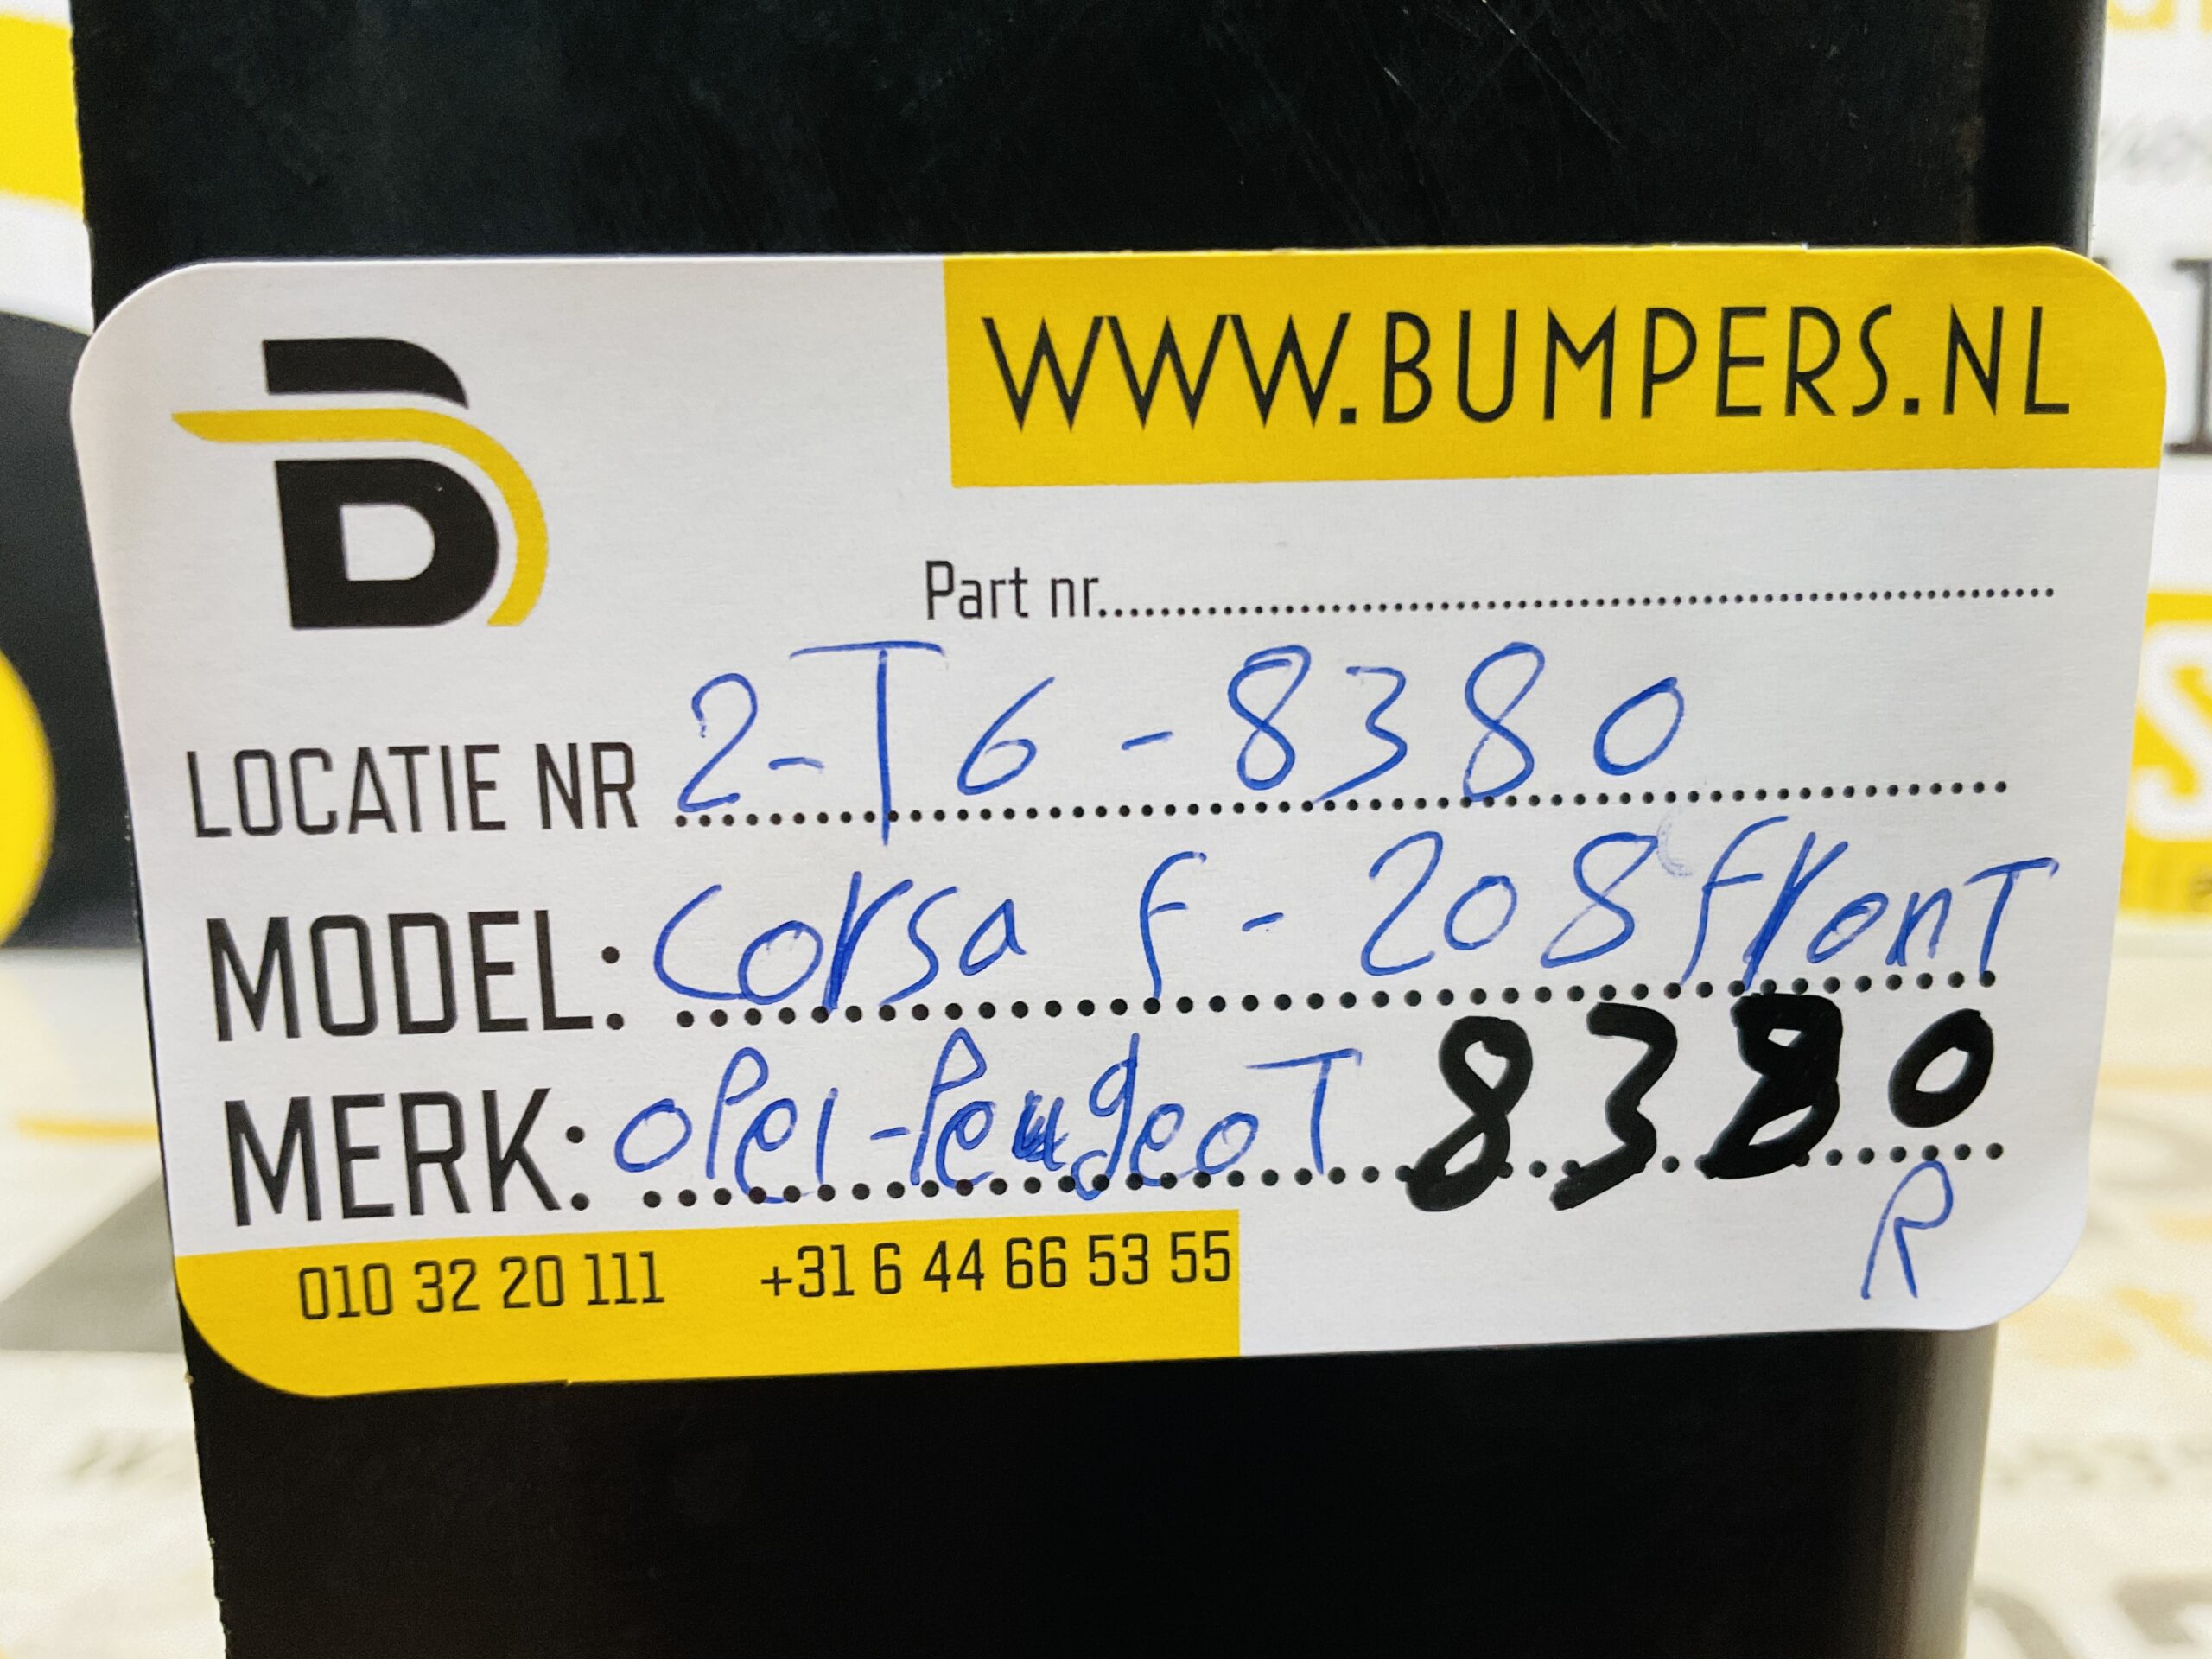 WWW.BUMPERS.NL
Part nr..........
LOCATIE NR 2-T6-8380
MODEL: Corsa F - 208 fronT
MERK: oPel-PeugeoT 8380
R
010 32 20 111 +31 6 44 66 53 55